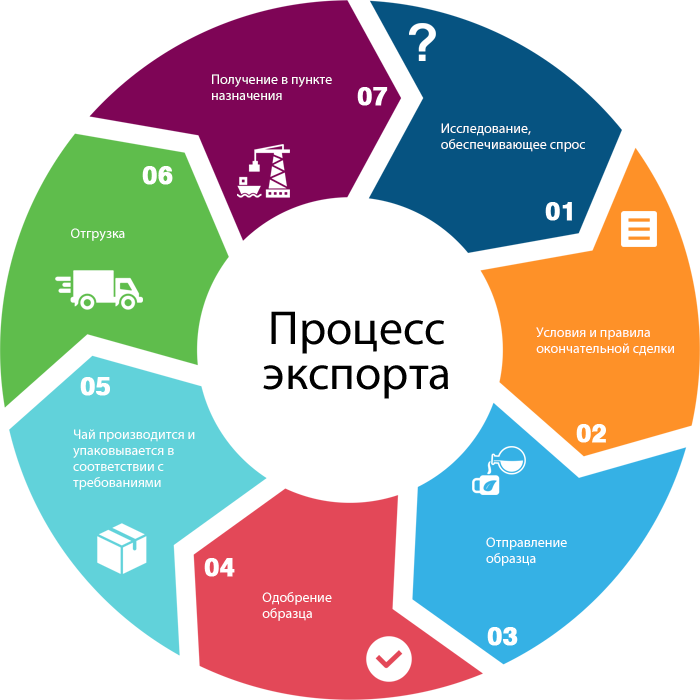 Процесс
экспорта
?
Исследование,
обеспечивающее спрос
01
Условия и правила
окончательной сделки
02
Отправление
образца
03
04
Одобрение
образца
05
Чай производится и
упаковывается в
соответствии с
требованиями
06
Отгрузка
Получение в пункте
назначения
07